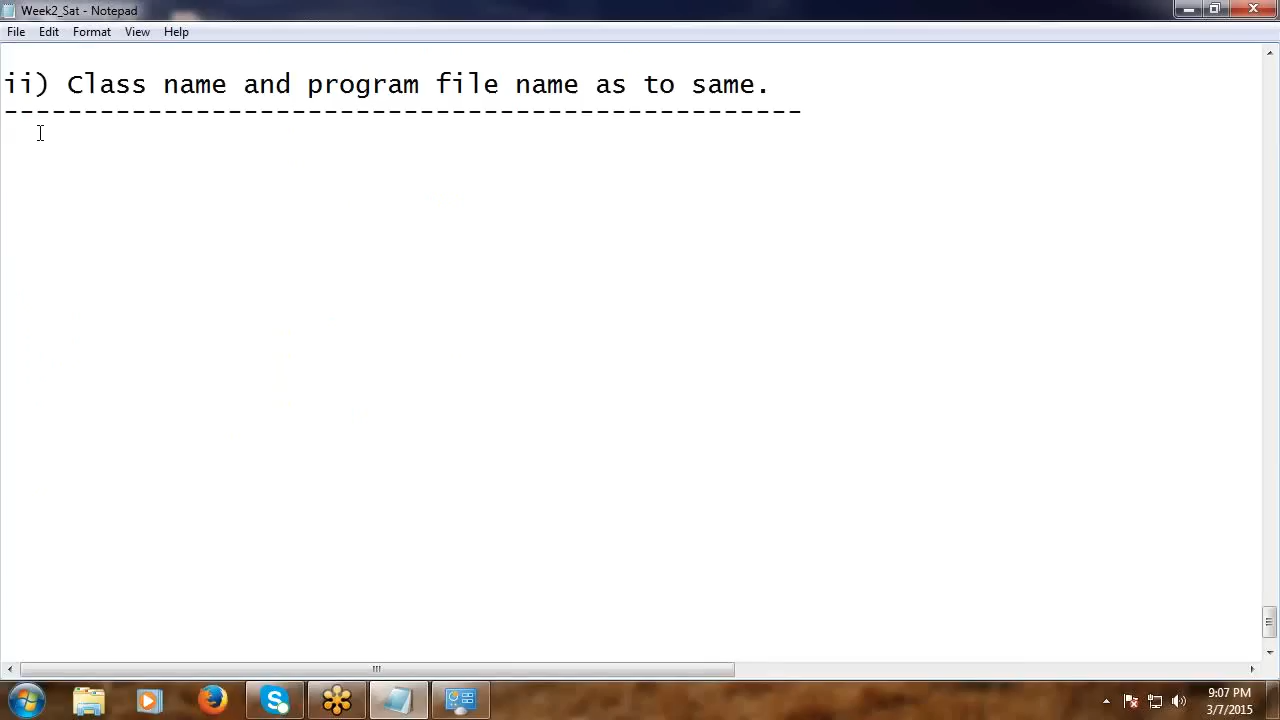 Week2_Sat - Notepad
File Edit Format View Help
ii) Class name and program file name as to same.
--------------------------------------------------
9:07 PM
3/7/2015